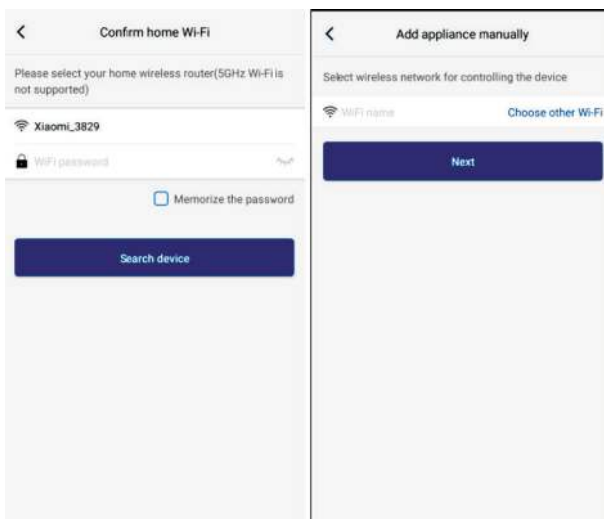 Confirm home Wi-Fi
Please select your home wireless router(5GHz Wi-Fi is
not supported)
Xiaomi_3829
WiFi password
Memorize the password
Search device
Add appliance manually
Select wireless network for controlling the device
WiFi name
Choose other Wi-Fi
Next